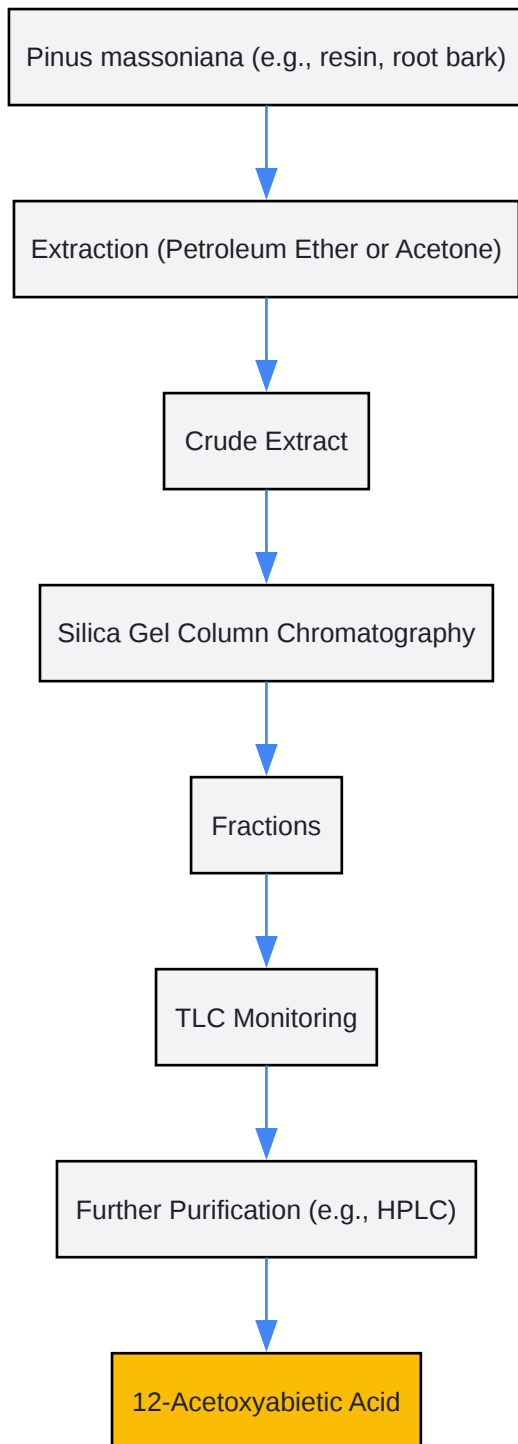 Pinus massoniana (e.g., resin, root bark)
Extraction (Petroleum Ether or Acetone)
Crude Extract
Silica Gel Column Chromatography
Fractions
TLC Monitoring
Further Purification (e.g., HPLC)
12-Acetoxyabietic Acid